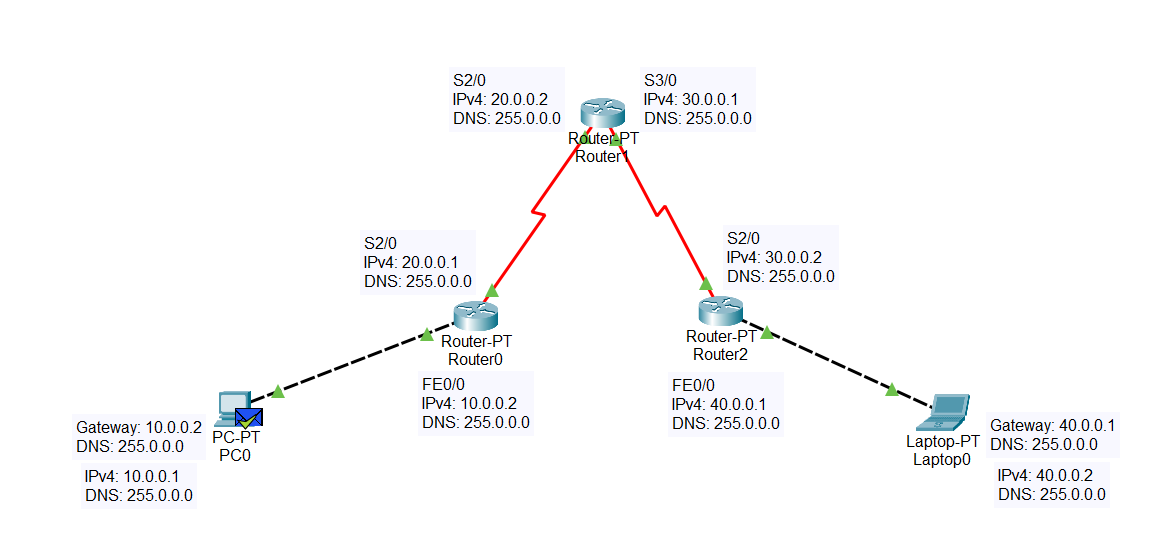 S2/0
IPv4: 20.0.0.2
DNS: 255.0.0.0
S3/0
IPv4: 30.0.0.1
DNS: 255.0.0.0
Router-PT
Router1
S2/0
IPv4: 20.0.0.1
DNS: 255.0.0.0
S2/0
IPv4: 30.0.0.2
DNS: 255.0.0.0
Router-PT
Router0
Router-PT
Router2
FE0/0
IPv4: 10.0.0.2
DNS: 255.0.0.0
FE0/0
IPv4: 40.0.0.1
DNS: 255.0.0.0
Gateway: 10.0.0.2
DNS: 255.0.0.0
PC-PT
PC0
IPv4: 10.0.0.1
DNS: 255.0.0.0
Laptop-PT
Laptop0
Gateway: 40.0.0.1
DNS: 255.0.0.0
IPv4: 40.0.0.2
DNS: 255.0.0.0